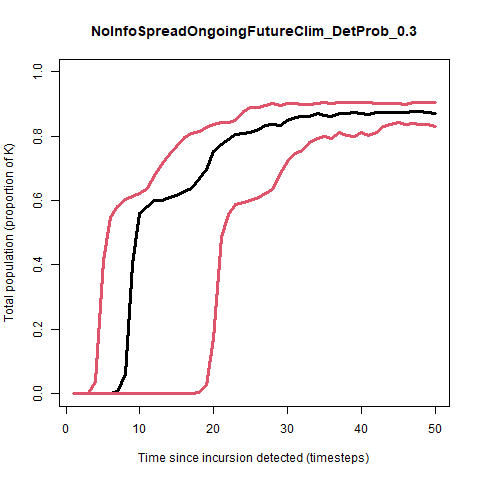 NoInfoSpreadOngoingFutureClim_DetProb_0.3
Total population (proportion of K)
1.0
0.8
0.6
0.4
0.2
0.0
0 10 20 30 40 50
Time since incursion detected (timesteps)